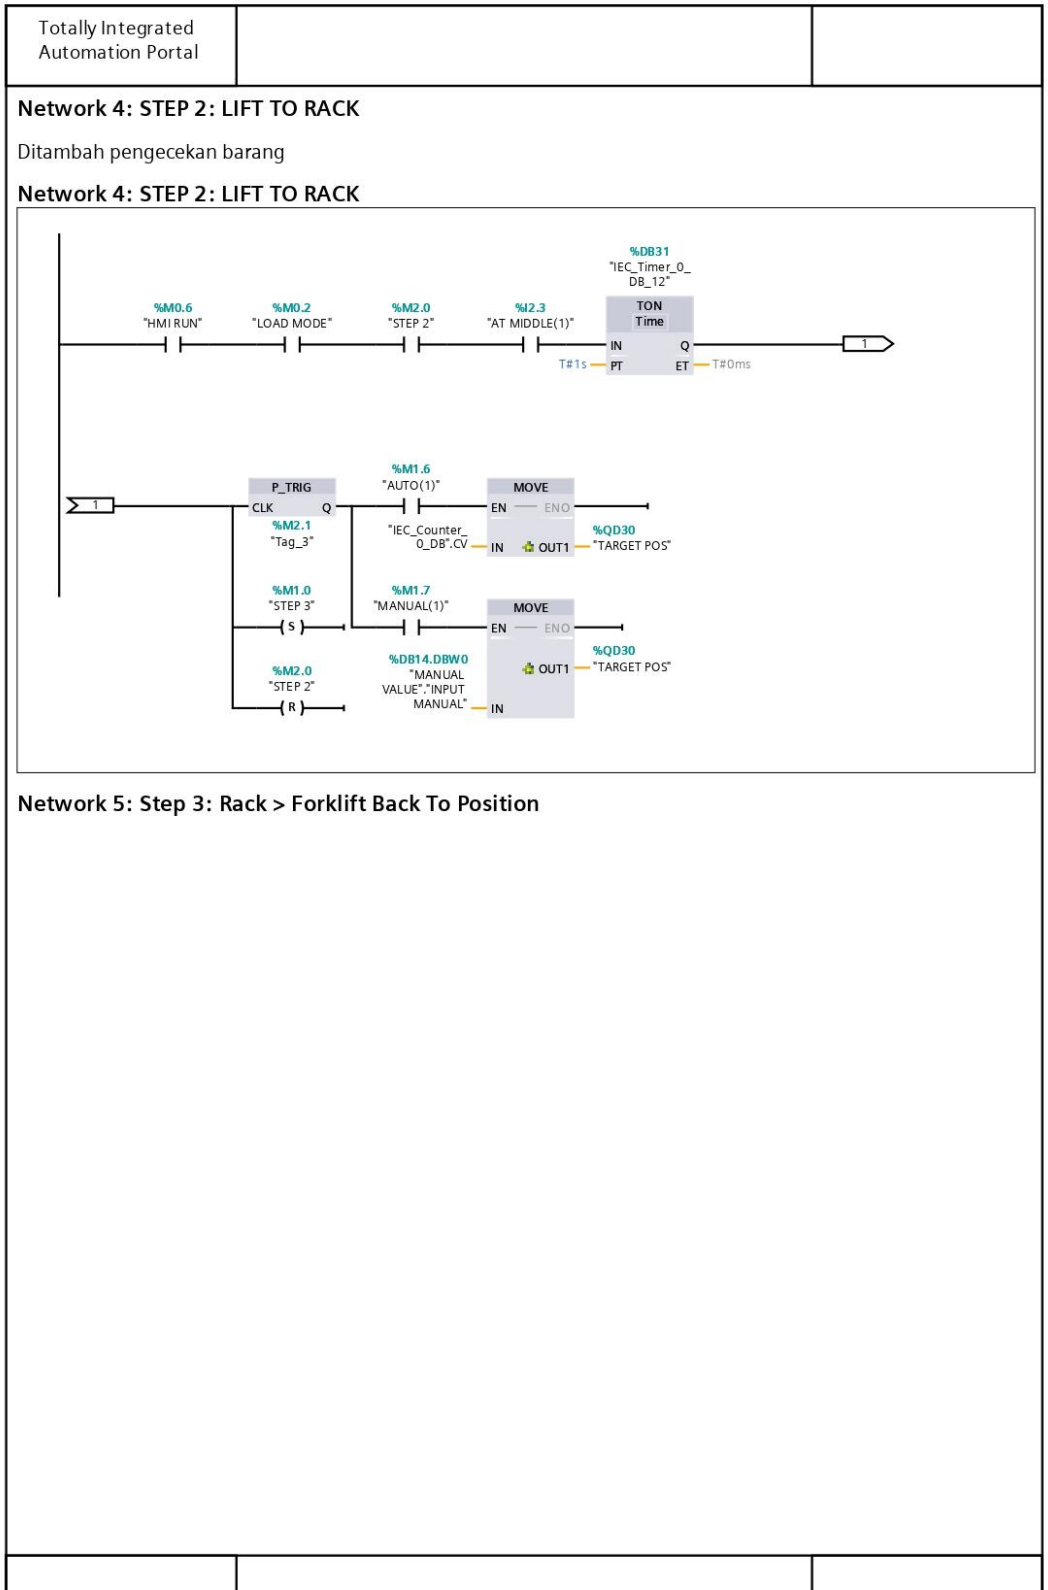 Totally Integrated
Automation Portal
Network 4: STEP 2: LIFT TO RACK
Ditambah pengecekan barang
Network 4: STEP 2: LIFT TO RACK
%DB31
"IEC_Timer_0_
DB_12"
%M0.6
"HMI RUN"
%M0.2
"LOAD MODE"
%M2.0
"STEP 2"
%I2.3
"AT MIDDLE(1)"
TON
Time
IN Q
T#1s PT ET T#0ms
1
1
P_TRIG
CLK Q
%M2.1
"Tag_3"
%M1.6
"AUTO(1)"
MOVE
EN ENO
"IEC_Counter_
0_DB".CV
IN OUT1
%QD30
"TARGET POS"
%M1.0
"STEP 3"
S
%M1.7
"MANUAL(1)"
MOVE
EN ENO
%DB14.DBW0
"MANUAL
VALUE"."INPUT
MANUAL"
IN
OUT1
%QD30
"TARGET POS"
%M2.0
"STEP 2"
R
Network 5: Step 3: Rack > Forklift Back To Position